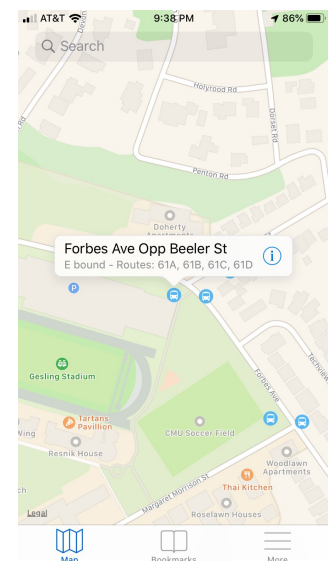 AT&T
9:38 PM
86%
Search
Holyrood Rd
Dorset Rd
Penton Rd
Doherty
Apartments
Forbes Ave Opp Beeler St
E bound - Routes: 61A, 61B, 61C, 61D
P
Gesling Stadium
Forbes Ave
Tartans
Pavilion
CMU Soccer Field
Resnik House
Woodlawn
Apartments
Thai Kitchen
Margaret Morrison St
Roselawn Houses
Legal
Map
Bookmarks
More